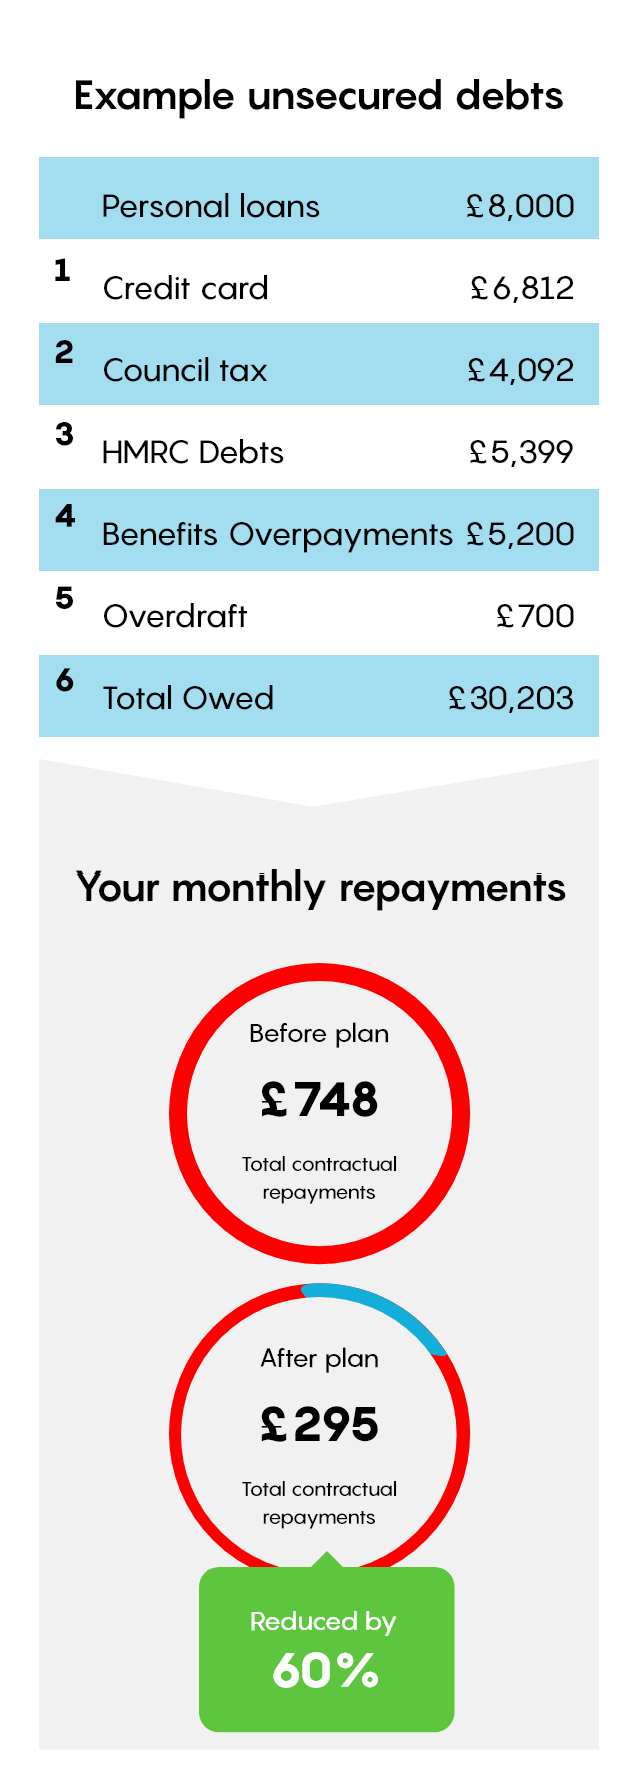 Example unsecured debts
Personal loans £8,000
1 Credit card £6,812
2 Council tax £4,092
3 HMRC Debts £5,399
4 Benefits Overpayments £5,200
5 Overdraft £700
6 Total Owed £30,203
Your monthly repayments
Before plan
£748
Total contractual
repayments
After plan
£295
Total contractual
repayments
Reduced by
60%